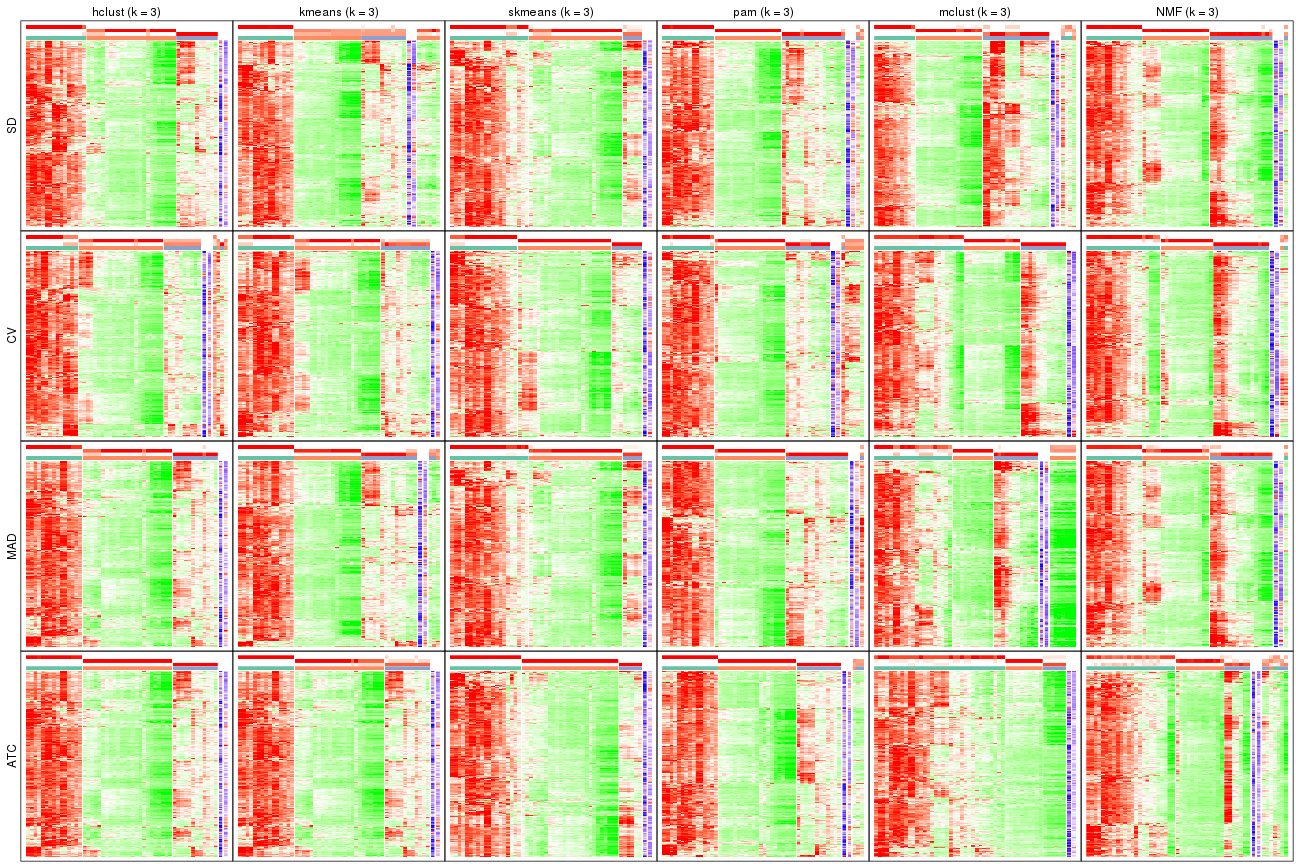 hclust (k = 3) kmeans (k = 3) skmeans (k = 3) pam (k = 3) mclust (k = 3) NMF (k = 3)
SD
CV
MAD
ATC